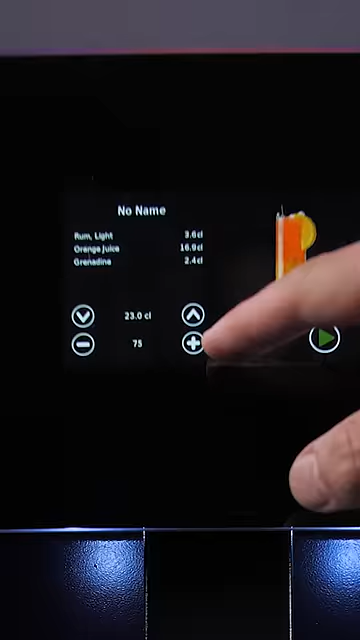 No Name
Rum, Light 3.6cl
Orange Juice 16.9cl
Grenadine 2.4cl
23.0 cl
75